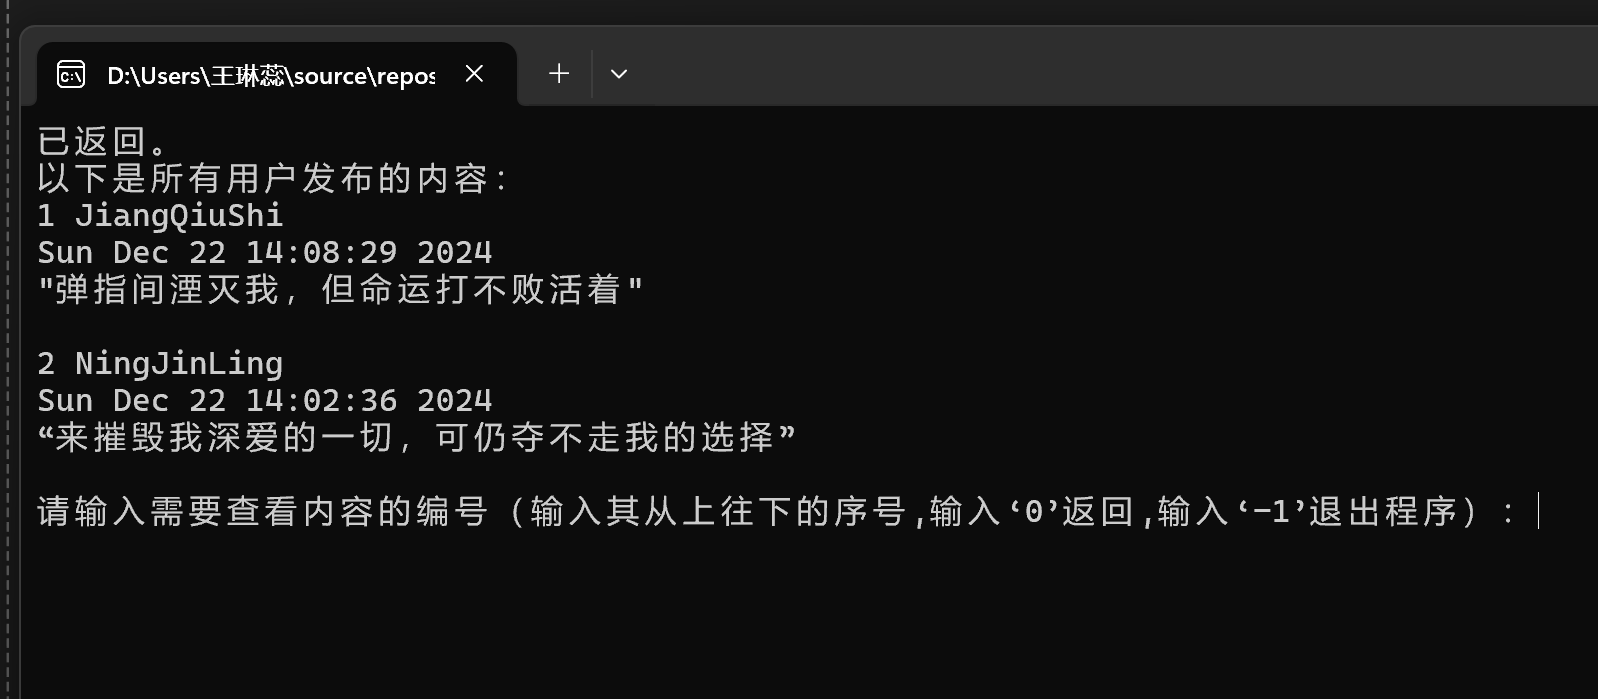 D:\Users\王琳蕊\source\repos
已返回。
以下是所有用户发布的内容：
1 JiangQiuShi
Sun Dec 22 14:08:29 2024
"弹指间湮灭我，但命运打不败活着"
2 NingJinLing
Sun Dec 22 14:02:36 2024
“来摧毁我深爱的一切，可仍夺不走我的选择”
请输入需要查看内容的编号（输入其从上往下的序号,输入‘0’返回,输入‘-1’退出程序）：